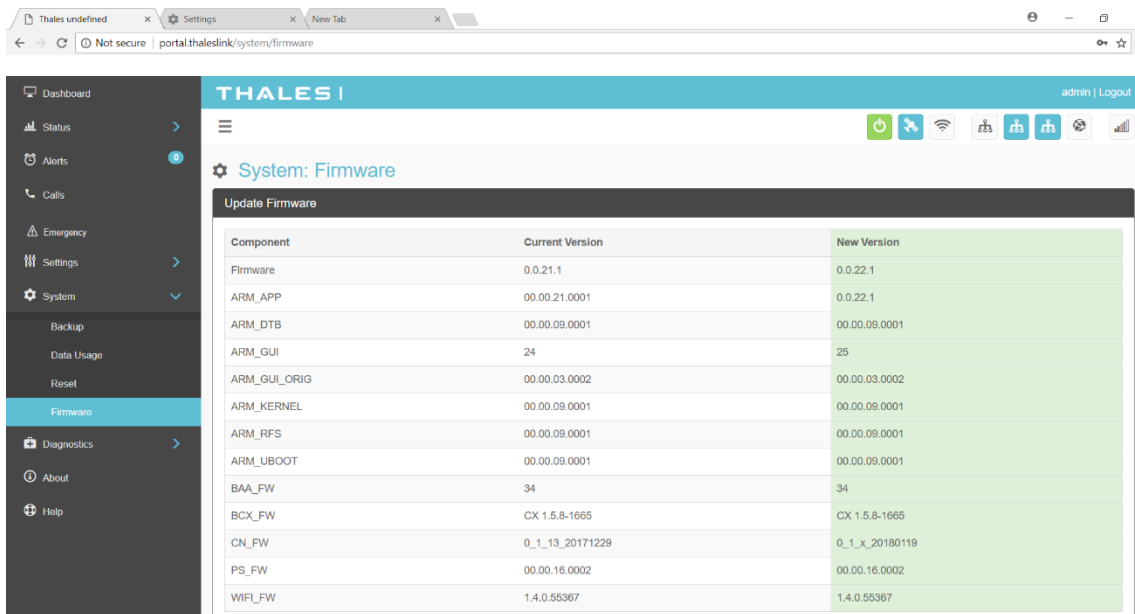 Thales undefined Settings New Tab
Not secure portal.thaleslink/system/firmware
Dashboard
THALES
admin | Logout
Status
Alerts 0
Calls
Emergency
Settings
System
Backup
Data Usage
Reset
Firmware
Diagnostics
About
Help
System: Firmware
Update Firmware
Component Current Version New Version
Firmware 0.0.21.1 0.0.22.1
ARM_APP 00.00.21.0001 0.0.22.1
ARM_DTB 00.00.09.0001 00.00.09.0001
ARM_GUI 24 25
ARM_GUI_ORIG 00.00.03.0002 00.00.03.0002
ARM_KERNEL 00.00.09.0001 00.00.09.0001
ARM_RFS 00.00.09.0001 00.00.09.0001
ARM_UBOOT 00.00.09.0001 00.00.09.0001
BAA_FW 34 34
BCX_FW CX 1.5.8-1665 CX 1.5.8-1665
CN_FW 0_1_13_20171229 0_1_x_20180119
PS_FW 00.00.16.0002 00.00.16.0002
WIFI_FW 1.4.0.55367 1.4.0.55367